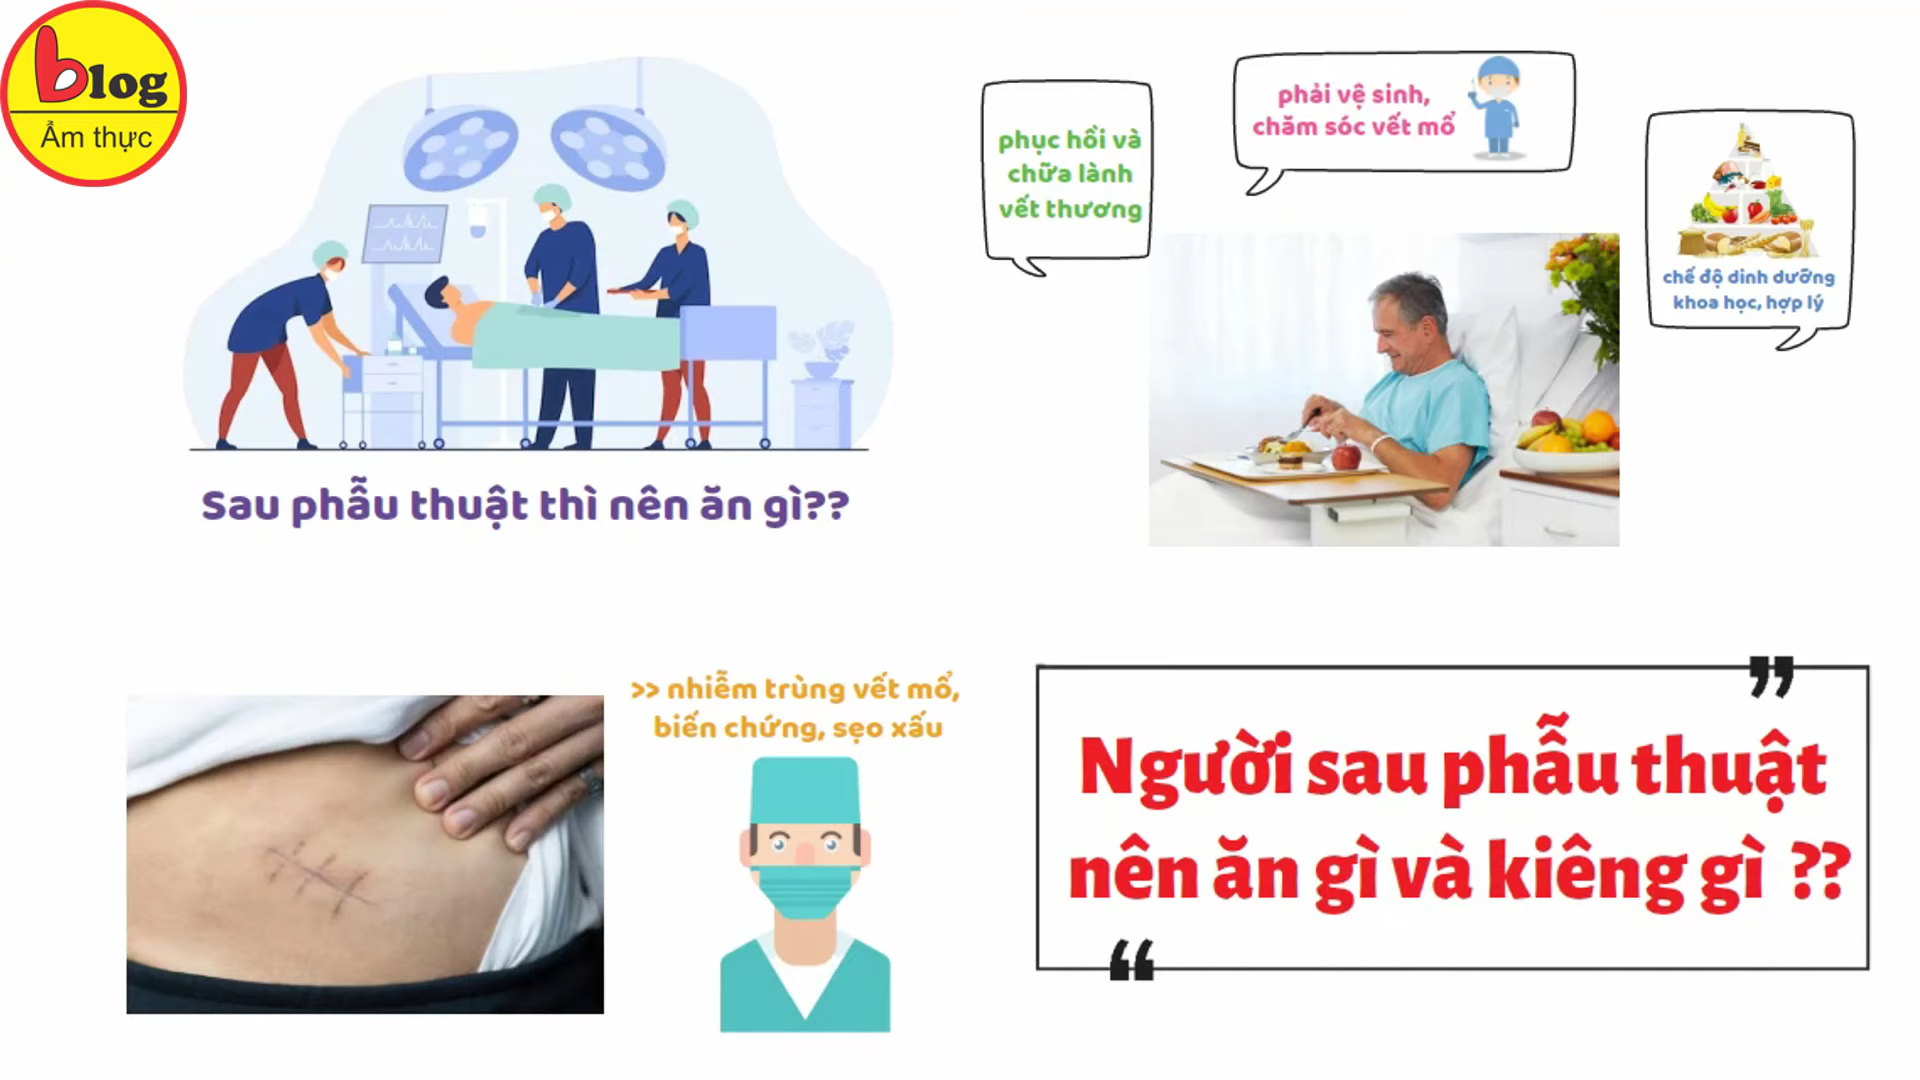 blog
Ẩm thực
Sau phẫu thuật thì nên ăn gì??
phục hồi và
chữa lành
vết thương
phải vệ sinh,
chăm sóc vết mổ
chế độ dinh dưỡng
khoa học, hợp lý
>> nhiễm trùng vết mổ,
biến chứng, sẹo xấu
”
Người sau phẫu thuật
nên ăn gì và kiêng gì ??
“